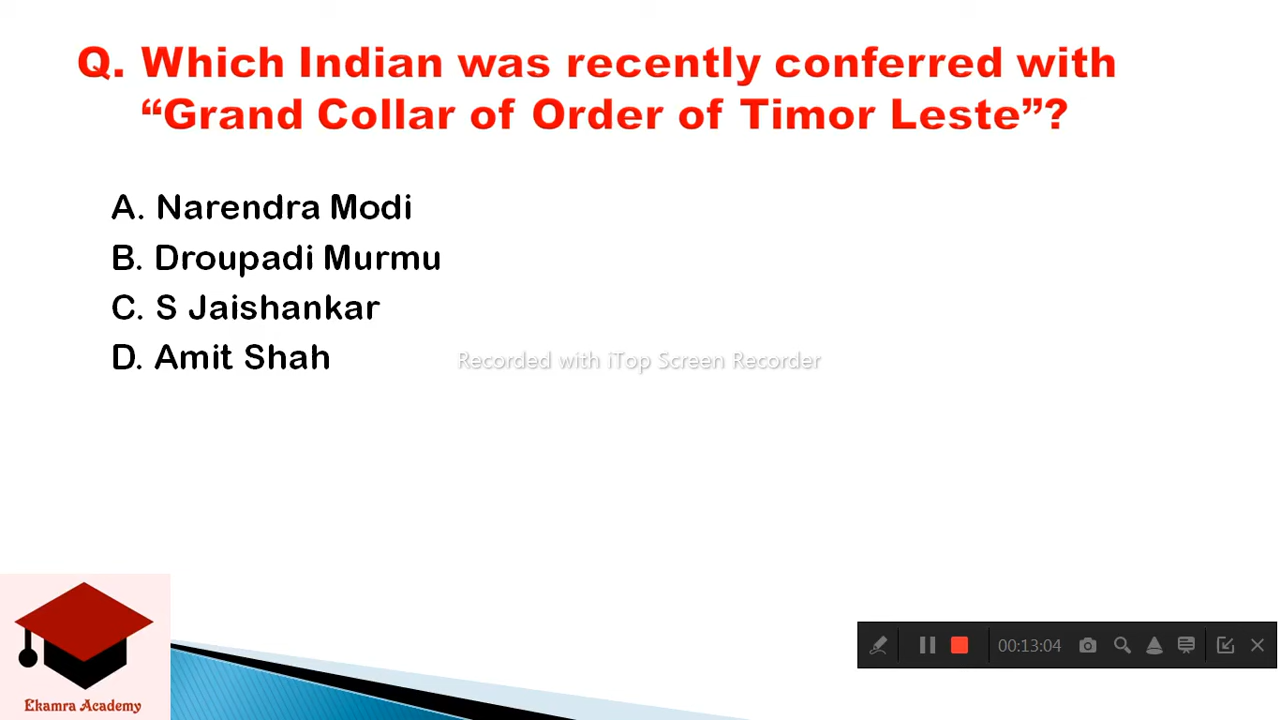 Q. Which Indian was recently conferred with
“Grand Collar of Order of Timor Leste”?
A. Narendra Modi
B. Droupadi Murmu
C. S Jaishankar
D. Amit Shah
Recorded with iTop Screen Recorder
00:13:04
Ekamra Academy